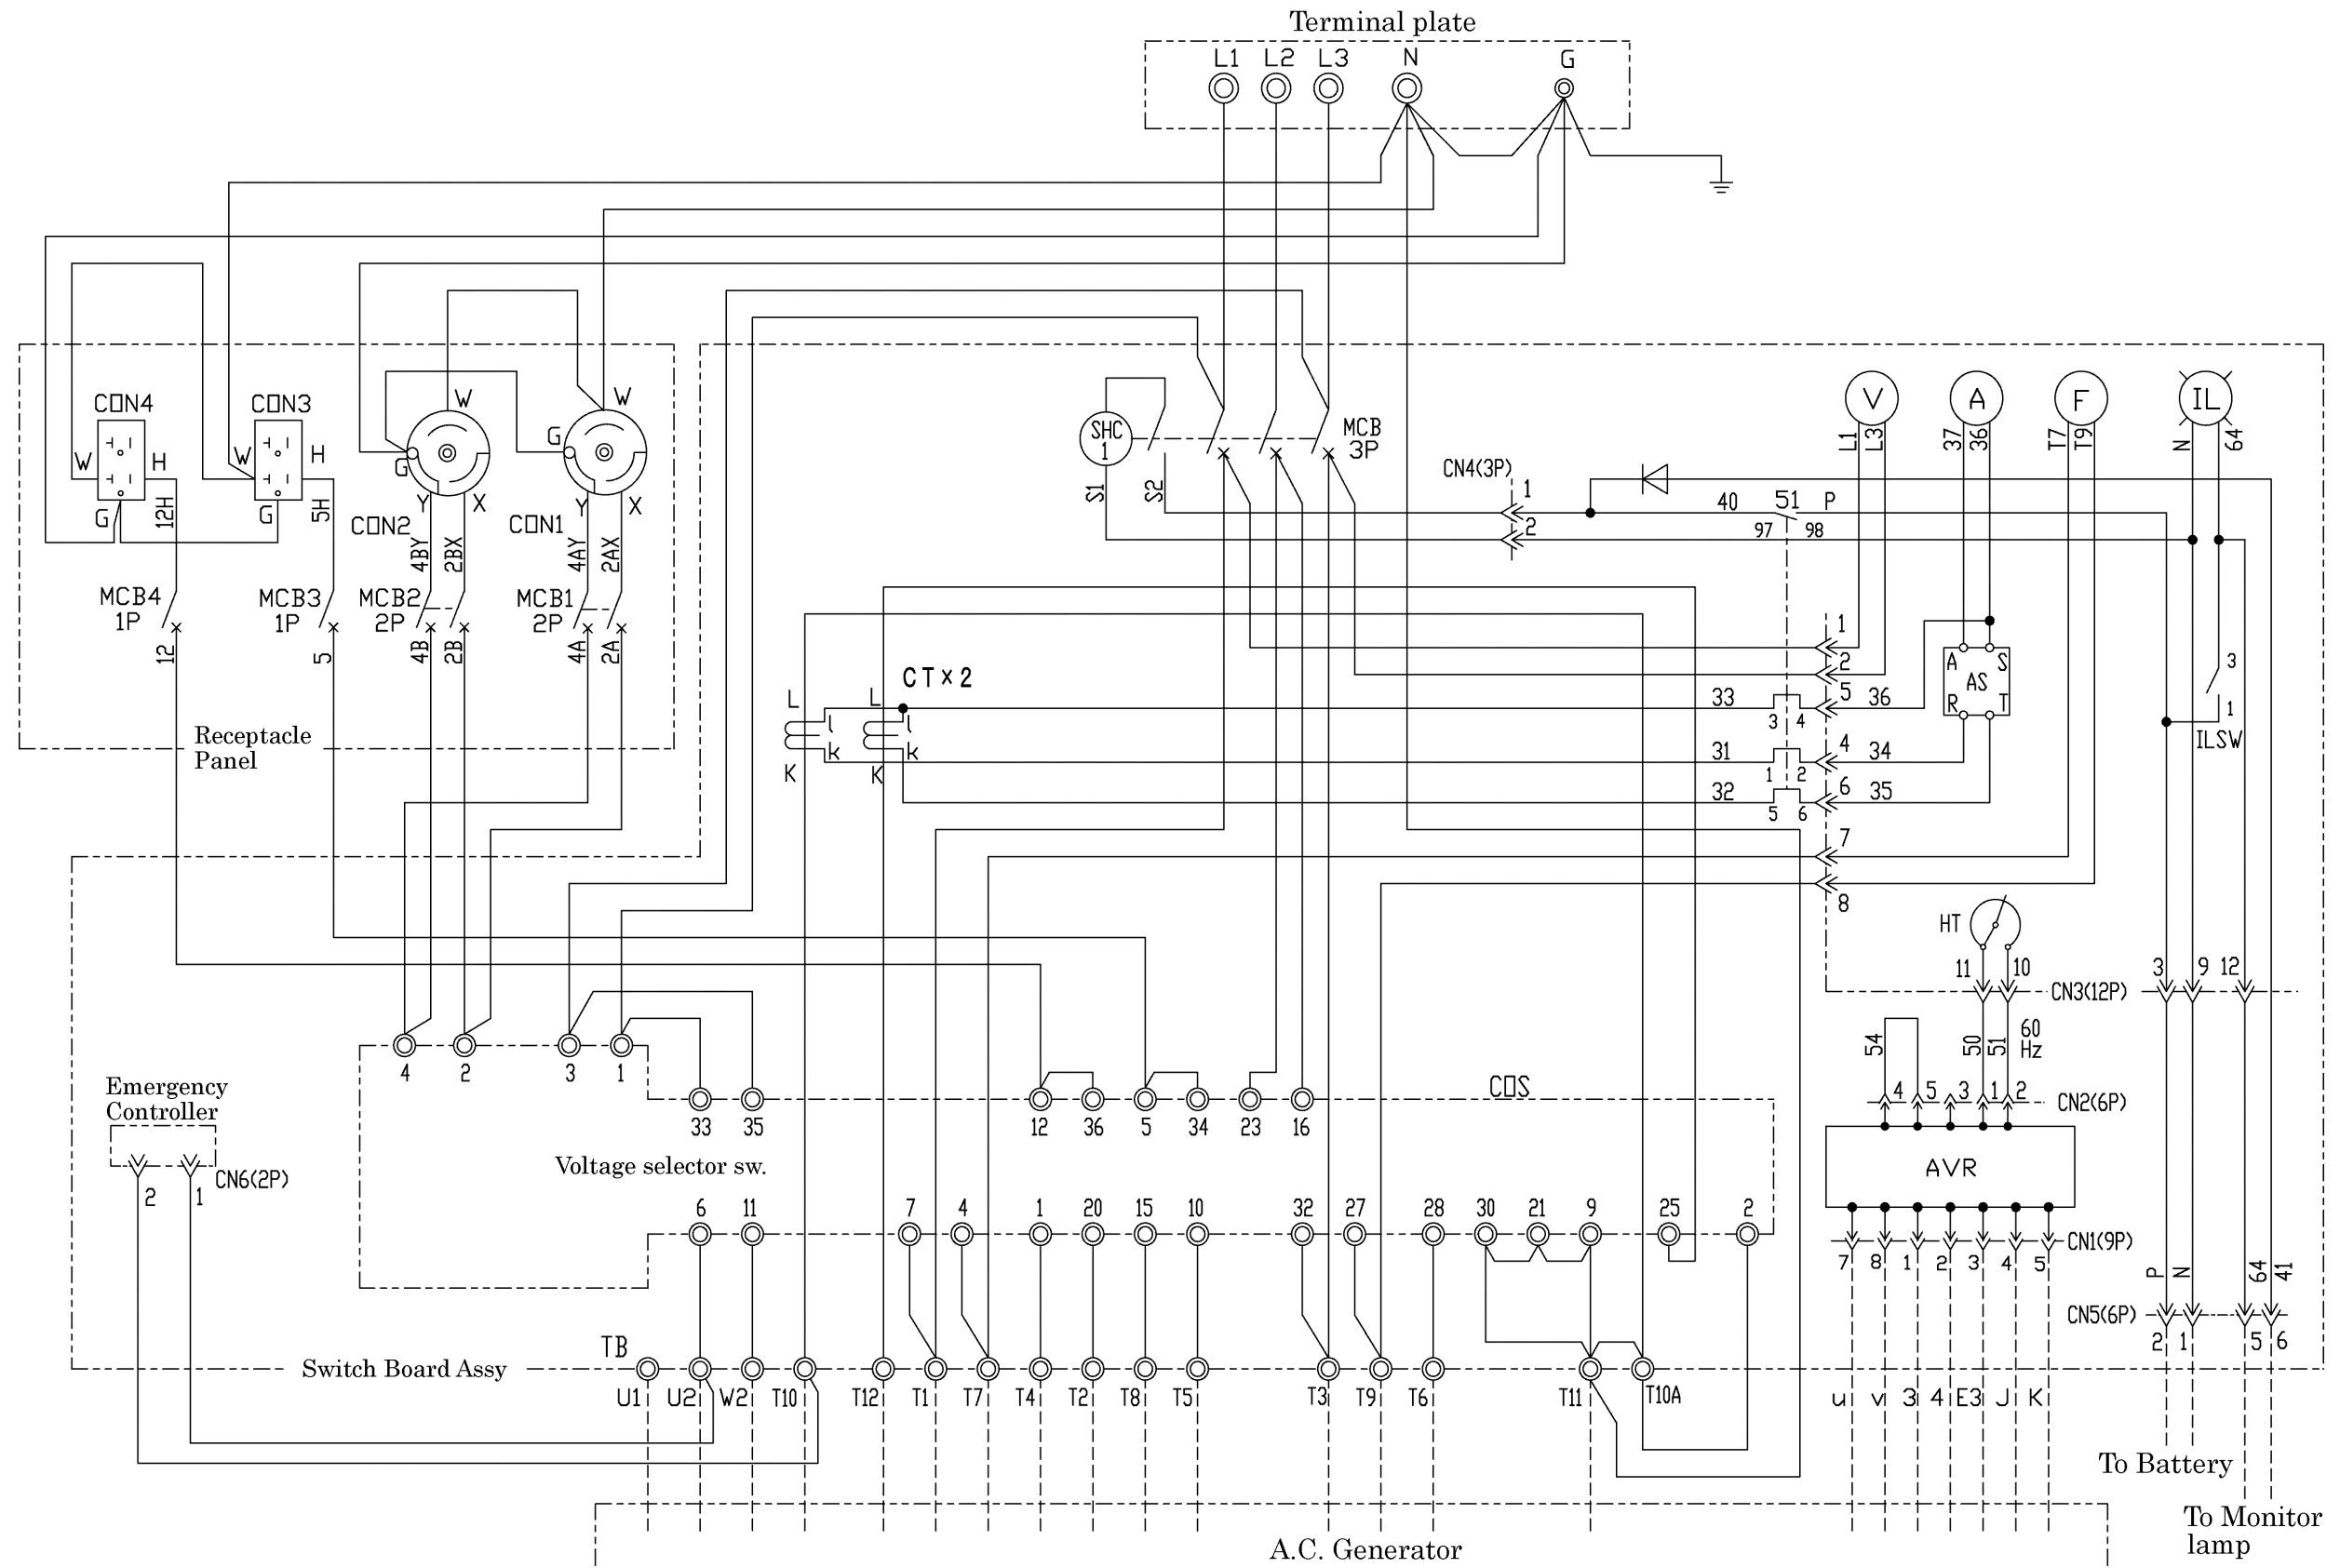 Terminal plate
L1 L2 L3 N G
CON4 CON3 W W
W H W H G G
G 12H G 5H Y X Y X
CON2 CON1
4BY 2BX 4AY 2AX
MCB4 1P
MCB3 1P
MCB2 2P
MCB1 2P
12 5 4B 2B 4A 2A
Receptacle
Panel
SHC
1
S1 S2
MCB
3P
CN4(3P)
1
2
40 51 P
97 98
V A F IL
L1 L3 37 36 T7 T9 N 64
CT×2
L L
l l
k k
K K
33 3 4 5 36
31 1 2 4 34
32 5 6 6 35
1
2
7
8
A S
AS
R T
3
1
ILSW
HT
11 10
CN3(12P)
3 9 12
54 50 51 60
Hz
4 5 3 1 2
CN2(6P)
AVR
CN1(9P)
7 8 1 2 3 4 5
P N 64 41
CN5(6P)
2 1 5 6
4 2 3 1
33 35 12 36 5 34 23 16
COS
Voltage selector sw.
Emergency
Controller
2 1
CN6(2P)
6 11 7 4 1 20 15 10 32 27 28 30 21 9 25 2
TB
Switch Board Assy
U1 U2 W2 T10 T12 T1 T7 T4 T2 T8 T5 T3 T9 T6 T11 T10A
u v 3 4 E3 J K
To Battery
To Monitor
lamp
A.C. Generator